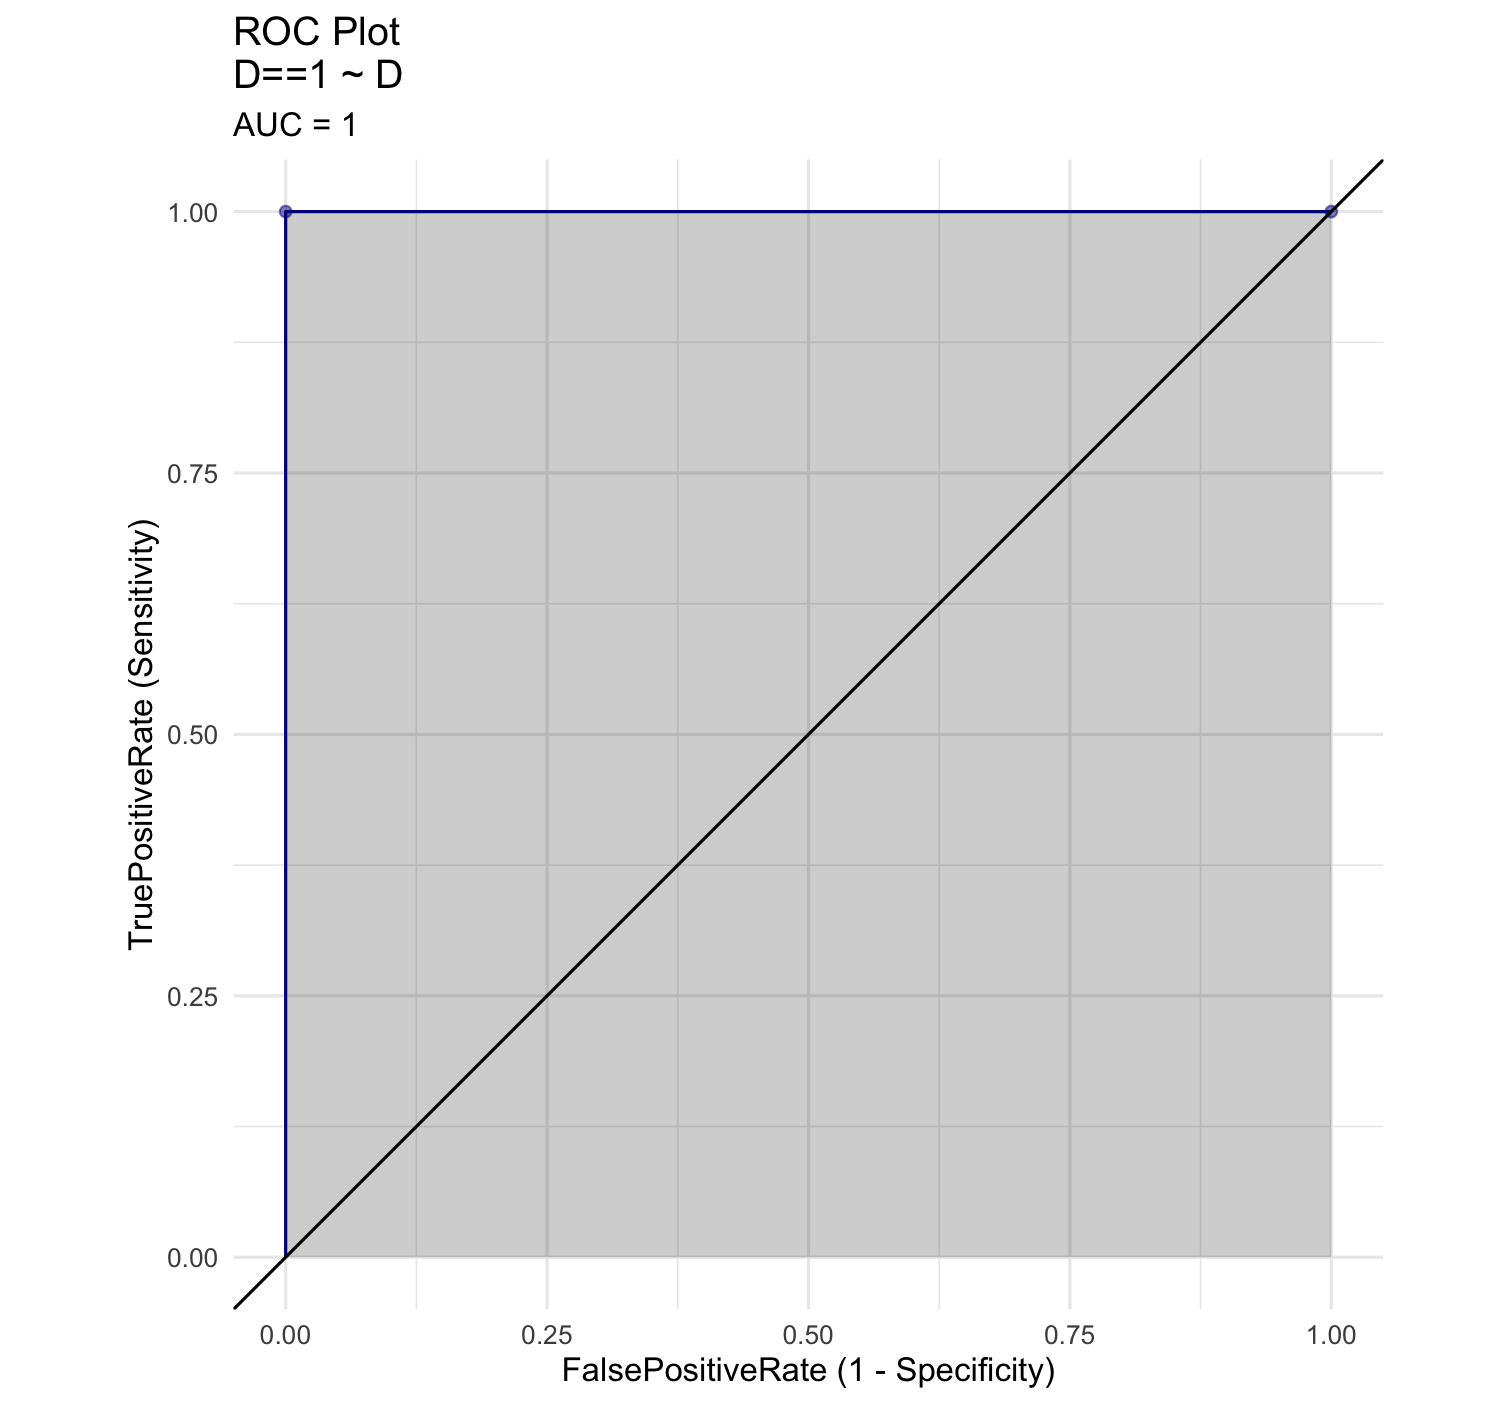 ROC Plot
D==1 ~ D
AUC = 1
1.00
0.75
0.50
0.25
0.00
TruePositiveRate (Sensitivity)
0.00 0.25 0.50 0.75 1.00
FalsePositiveRate (1 - Specificity)